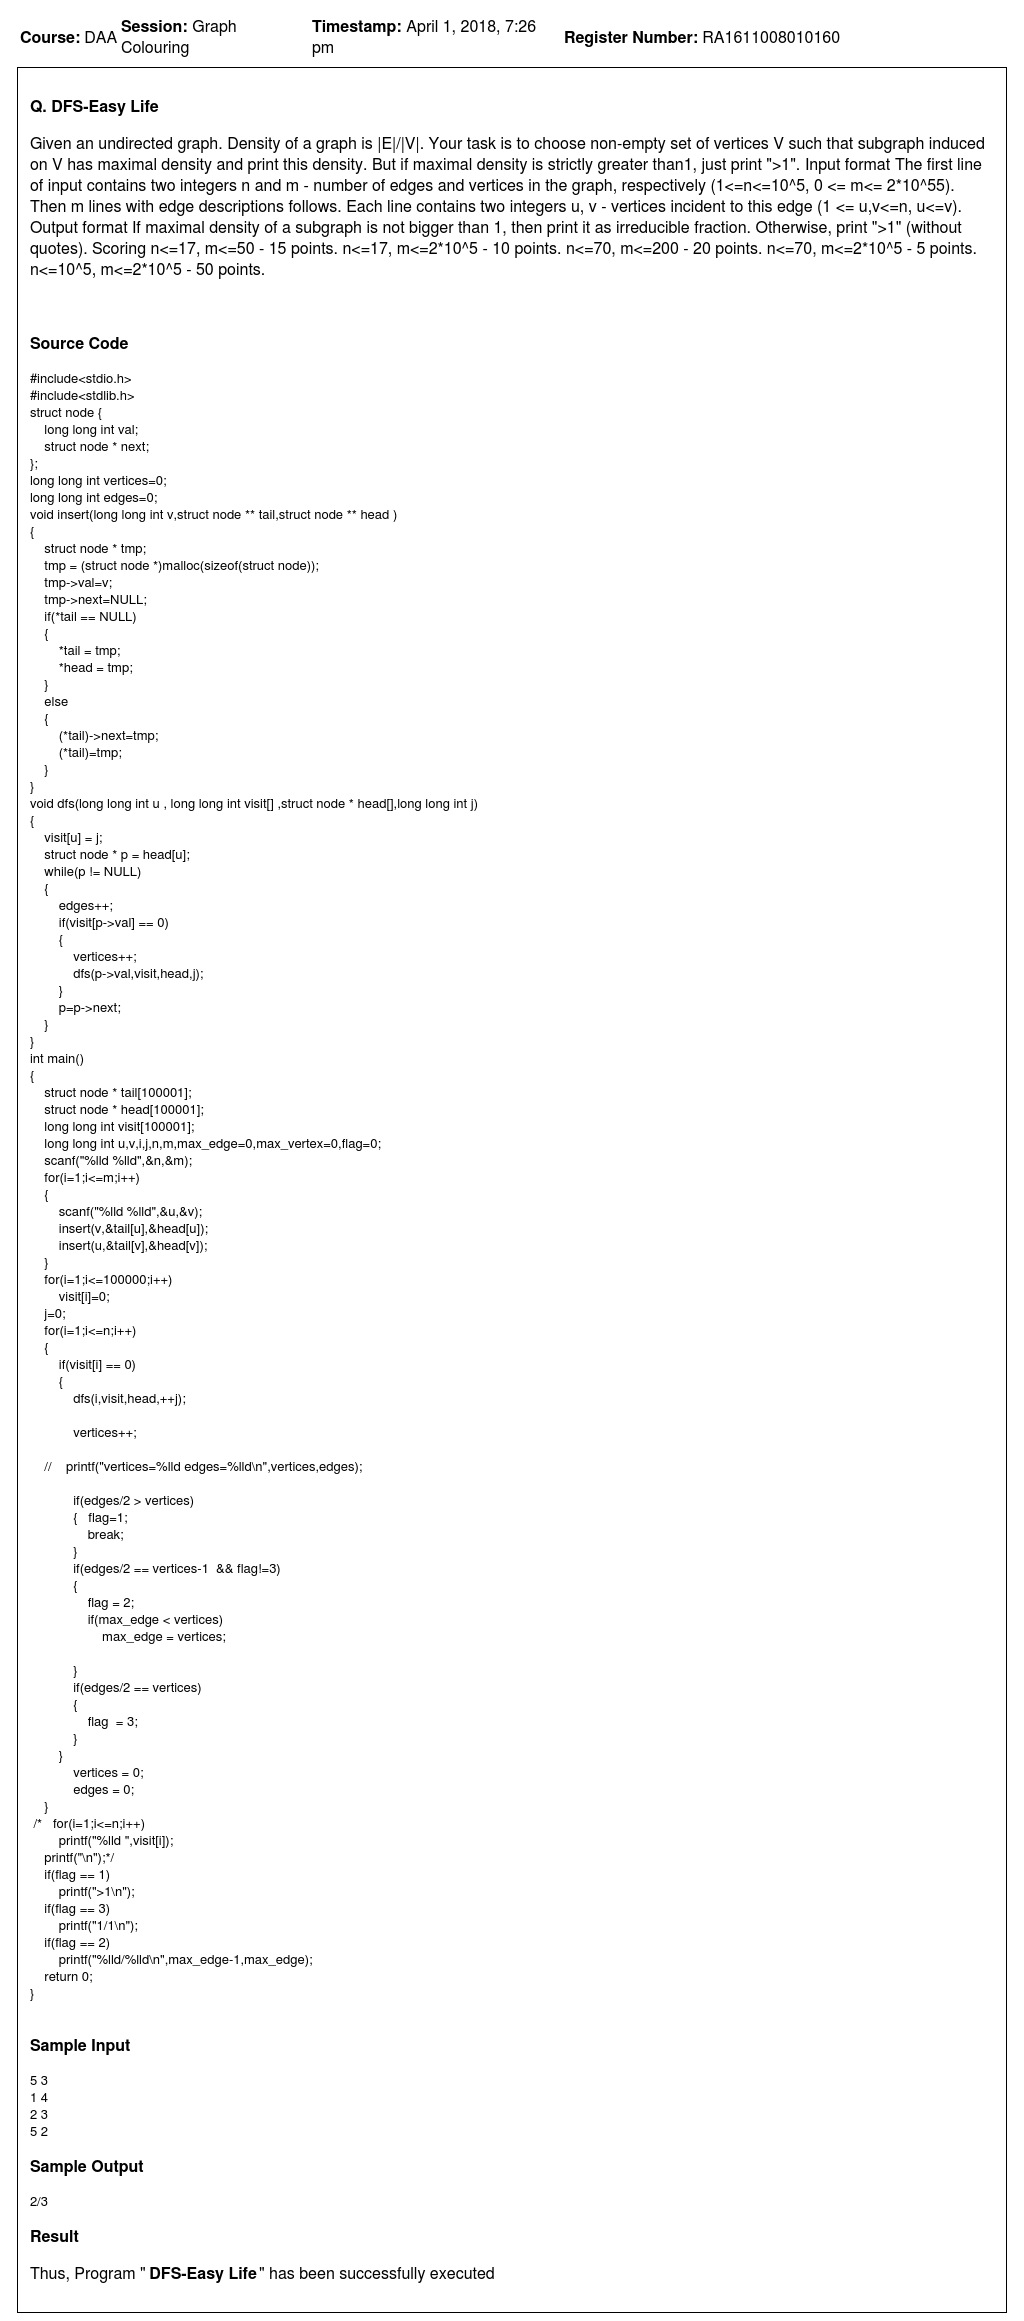 Course: DAA Session: Graph Colouring Timestamp: April 1, 2018, 7:26 pm Register Number: RA1611008010160
Q. DFS-Easy Life
Given an undirected graph. Density of a graph is |E|/|V|. Your task is to choose non-empty set of vertices V such that subgraph induced
on V has maximal density and print this density. But if maximal density is strictly greater than1, just print ">1". Input format The first line
of input contains two integers n and m - number of edges and vertices in the graph, respectively (1<=n<=10^5, 0 <= m<= 2*10^55).
Then m lines with edge descriptions follows. Each line contains two integers u, v - vertices incident to this edge (1 <= u,v<=n, u<=v).
Output format If maximal density of a subgraph is not bigger than 1, then print it as irreducible fraction. Otherwise, print ">1" (without
quotes). Scoring n<=17, m<=50 - 15 points. n<=17, m<=2*10^5 - 10 points. n<=70, m<=200 - 20 points. n<=70, m<=2*10^5 - 5 points.
n<=10^5, m<=2*10^5 - 50 points.
Source Code
#include<stdio.h>
#include<stdlib.h>
struct node {
    long long int val;
    struct node * next;
};
long long int vertices=0;
long long int edges=0;
void insert(long long int v,struct node ** tail,struct node ** head )
{
    struct node * tmp;
    tmp = (struct node *)malloc(sizeof(struct node));
    tmp->val=v;
    tmp->next=NULL;
    if(*tail == NULL)
    {
        *tail = tmp;
        *head = tmp;
    }
    else
    {
        (*tail)->next=tmp;
        (*tail)=tmp;
    }
}
void dfs(long long int u , long long int visit[] ,struct node * head[],long long int j)
{
    visit[u] = j;
    struct node * p = head[u];
    while(p != NULL)
    {
        edges++;
        if(visit[p->val] == 0)
        {
            vertices++;
            dfs(p->val,visit,head,j);
        }
        p=p->next;
    }
}
int main()
{
    struct node * tail[100001];
    struct node * head[100001];
    long long int visit[100001];
    long long int u,v,i,j,n,m,max_edge=0,max_vertex=0,flag=0;
    scanf("%lld %lld",&n,&m);
    for(i=1;i<=m;i++)
    {
        scanf("%lld %lld",&u,&v);
        insert(v,&tail[u],&head[u]);
        insert(u,&tail[v],&head[v]);
    }
    for(i=1;i<=100000;i++)
        visit[i]=0;
    j=0;
    for(i=1;i<=n;i++)
    {
        if(visit[i] == 0)
        {
            dfs(i,visit,head,++j);
            vertices++;
    //    printf("vertices=%lld edges=%lld\n",vertices,edges);
            if(edges/2 > vertices)
            {   flag=1;
                break;
            }
            if(edges/2 == vertices-1  && flag!=3)
            {
                flag = 2;
                if(max_edge < vertices)
                    max_edge = vertices;
            }
            if(edges/2 == vertices)
            {
                flag  = 3;
            }
        }
            vertices = 0;
            edges = 0;
    }
 /*   for(i=1;i<=n;i++)
        printf("%lld ",visit[i]);
    printf("\n");*/
    if(flag == 1)
        printf(">1\n");
    if(flag == 3)
        printf("1/1\n");
    if(flag == 2)
        printf("%lld/%lld\n",max_edge-1,max_edge);
    return 0;
}
Sample Input
5 3
1 4
2 3
5 2
Sample Output
2/3
Result
Thus, Program " DFS-Easy Life " has been successfully executed